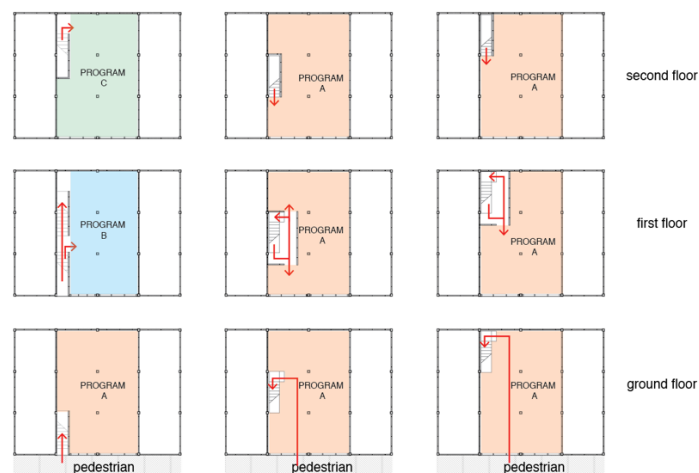 PROGRAM
C
PROGRAM
A
PROGRAM
A
second floor
PROGRAM
B
PROGRAM
A
PROGRAM
A
first floor
PROGRAM
A
PROGRAM
A
PROGRAM
A
ground floor
pedestrian
pedestrian
pedestrian